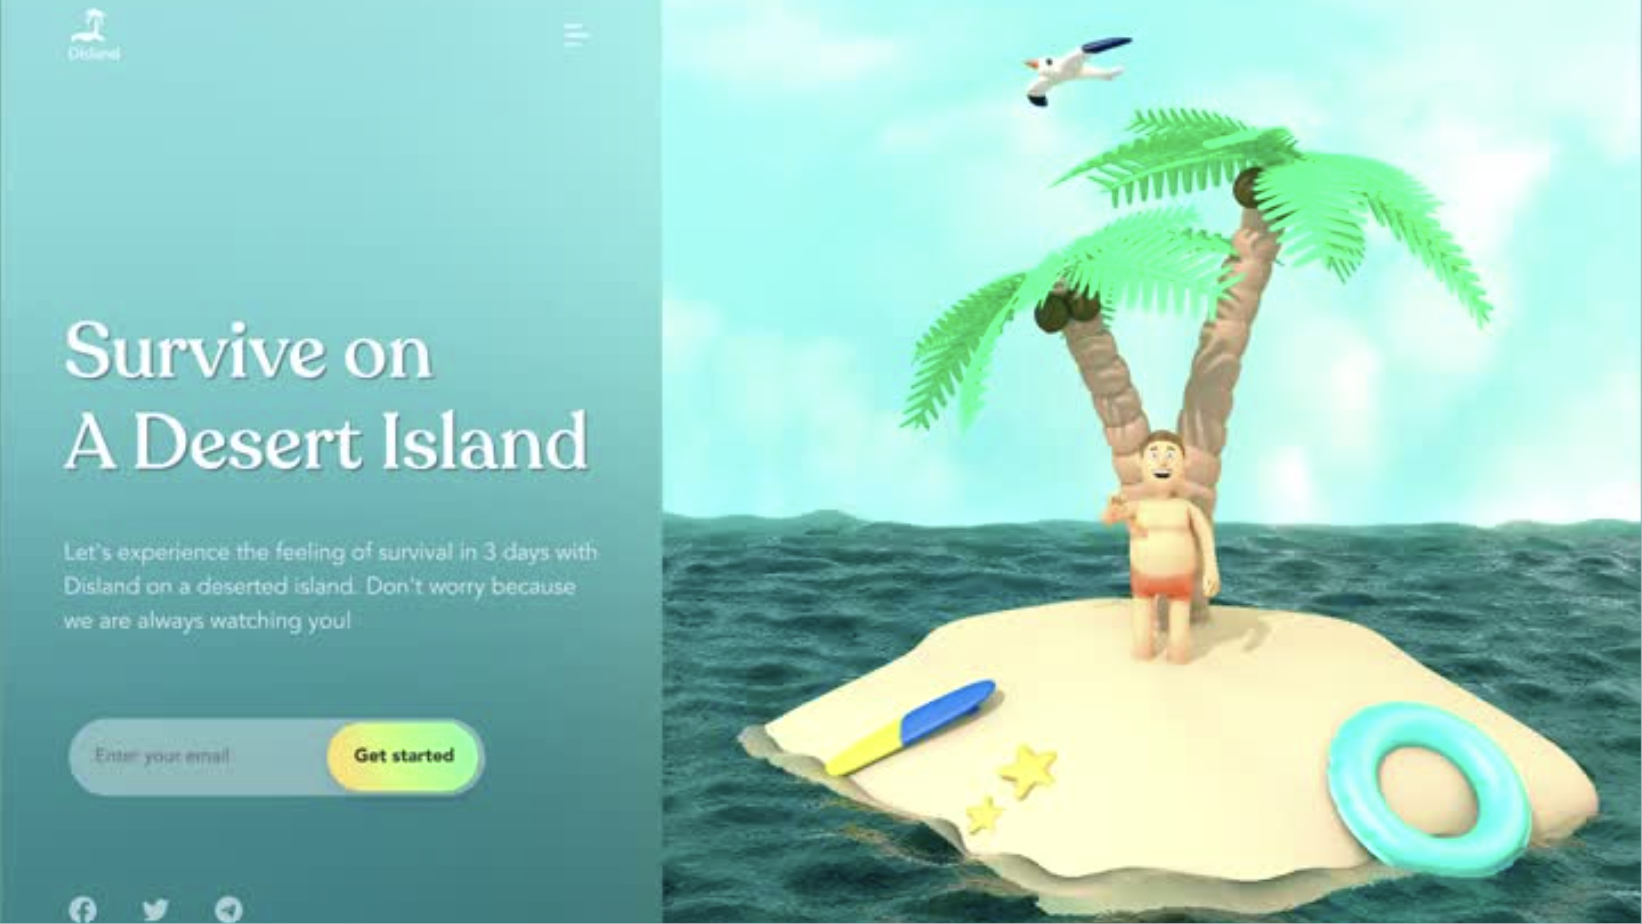 Disland
Survive on
A Desert Island
Let's experience the feeling of survival in 3 days with
Disland on a deserted island. Don't worry because
we are always watching you!
Enter your email
Get started